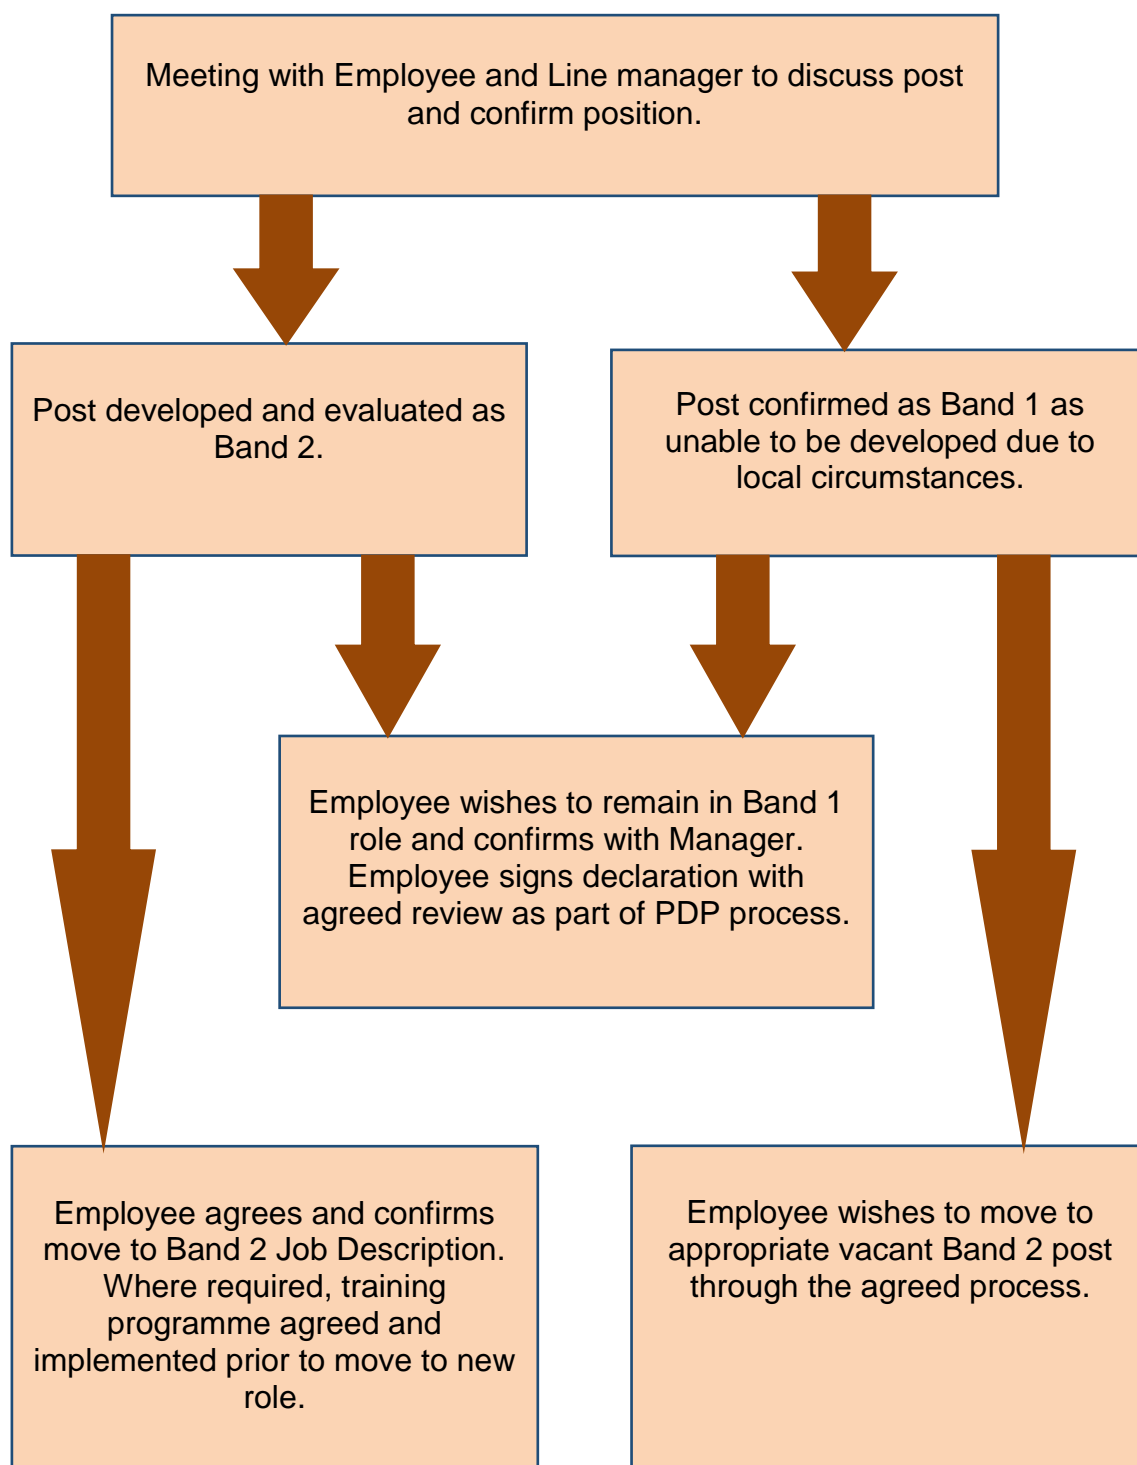 Meeting with Employee and Line manager to discuss post
and confirm position.
Post developed and evaluated as
Band 2.
Post confirmed as Band 1 as
unable to be developed due to
local circumstances.
Employee wishes to remain in Band 1
role and confirms with Manager.
Employee signs declaration with
agreed review as part of PDP process.
Employee agrees and confirms
move to Band 2 Job Description.
Where required, training
programme agreed and
implemented prior to move to new
role.
Employee wishes to move to
appropriate vacant Band 2 post
through the agreed process.